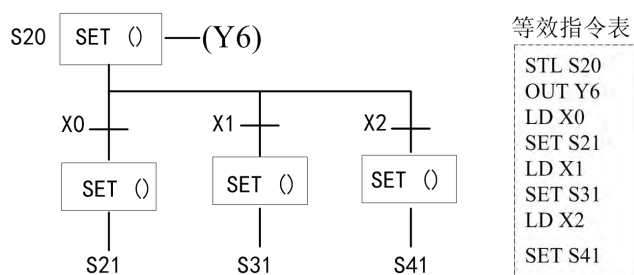 等效指令表
S20 SET () (Y6)
X0 X1 X2
SET () SET () SET ()
S21 S31 S41
STL S20
OUT Y6
LD X0
SET S21
LD X1
SET S31
LD X2
SET S41